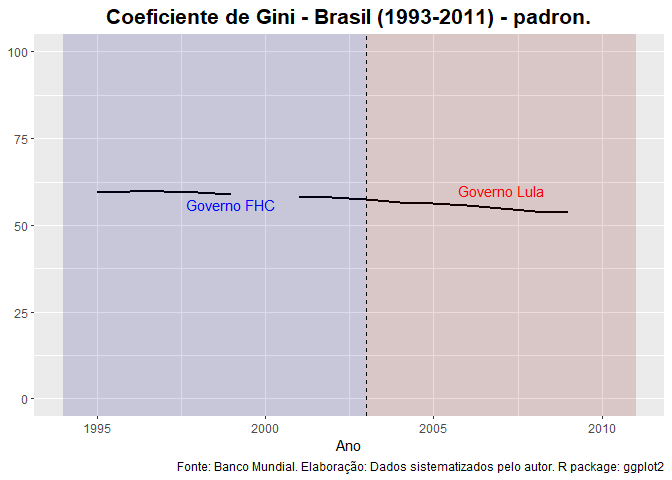 Coeficiente de Gini - Brasil (1993-2011) - padron.
100
75
Governo Lula
Governo FHC
50
25
0
1995 2000 2005 2010
Ano
Fonte: Banco Mundial. Elaboração: Dados sistematizados pelo autor. R package: ggplot2